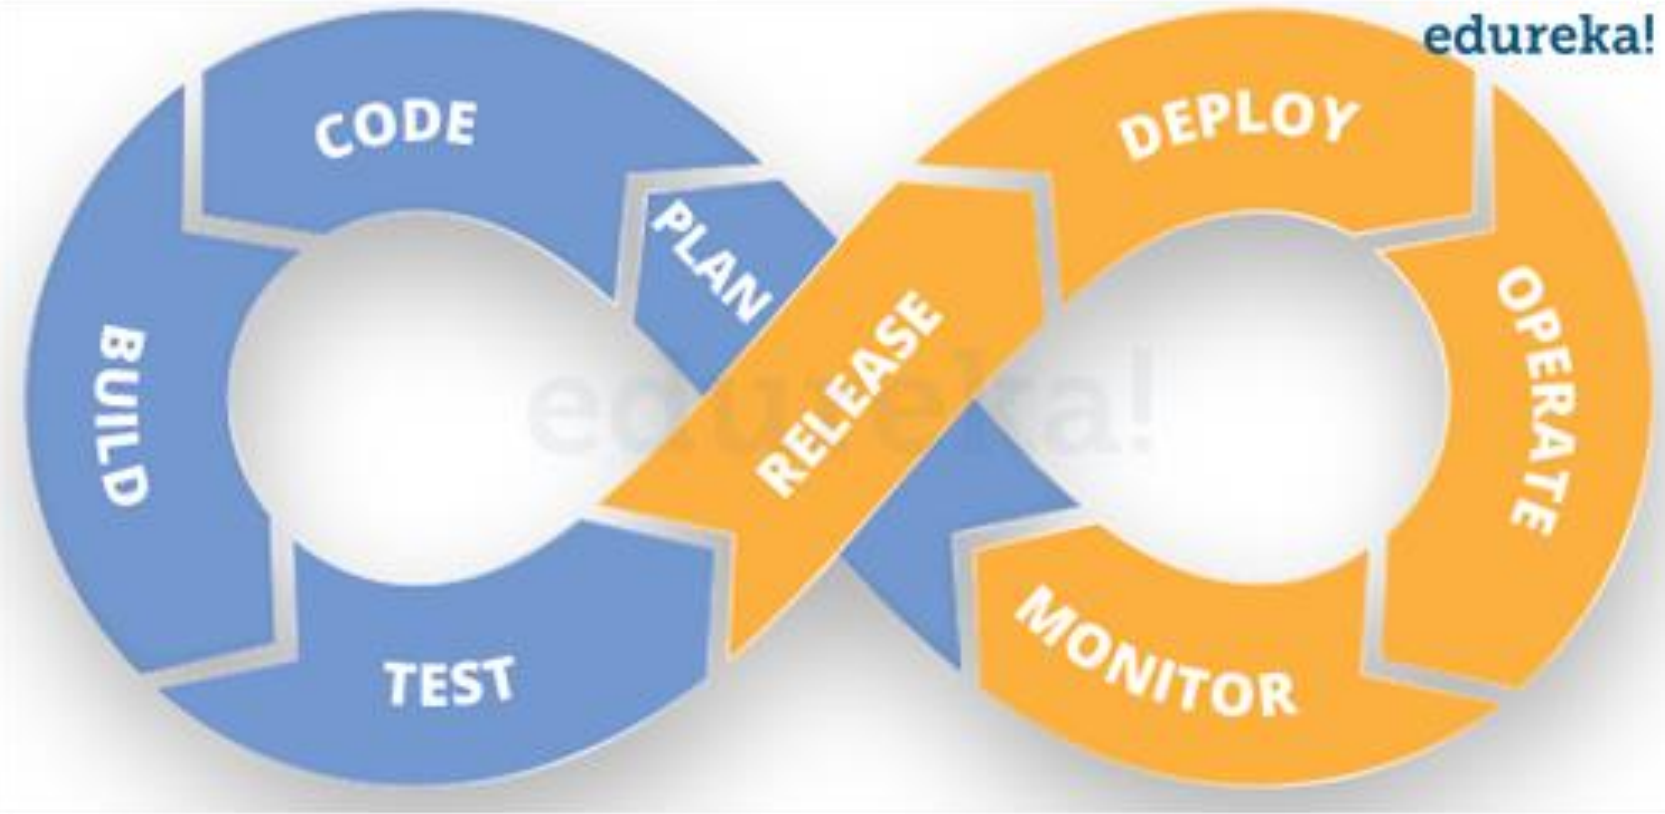 edureka!
CODE
DEPLOY
PLAN
BUILD
RELEASE
OPERATE
edureka!
TEST
MONITOR